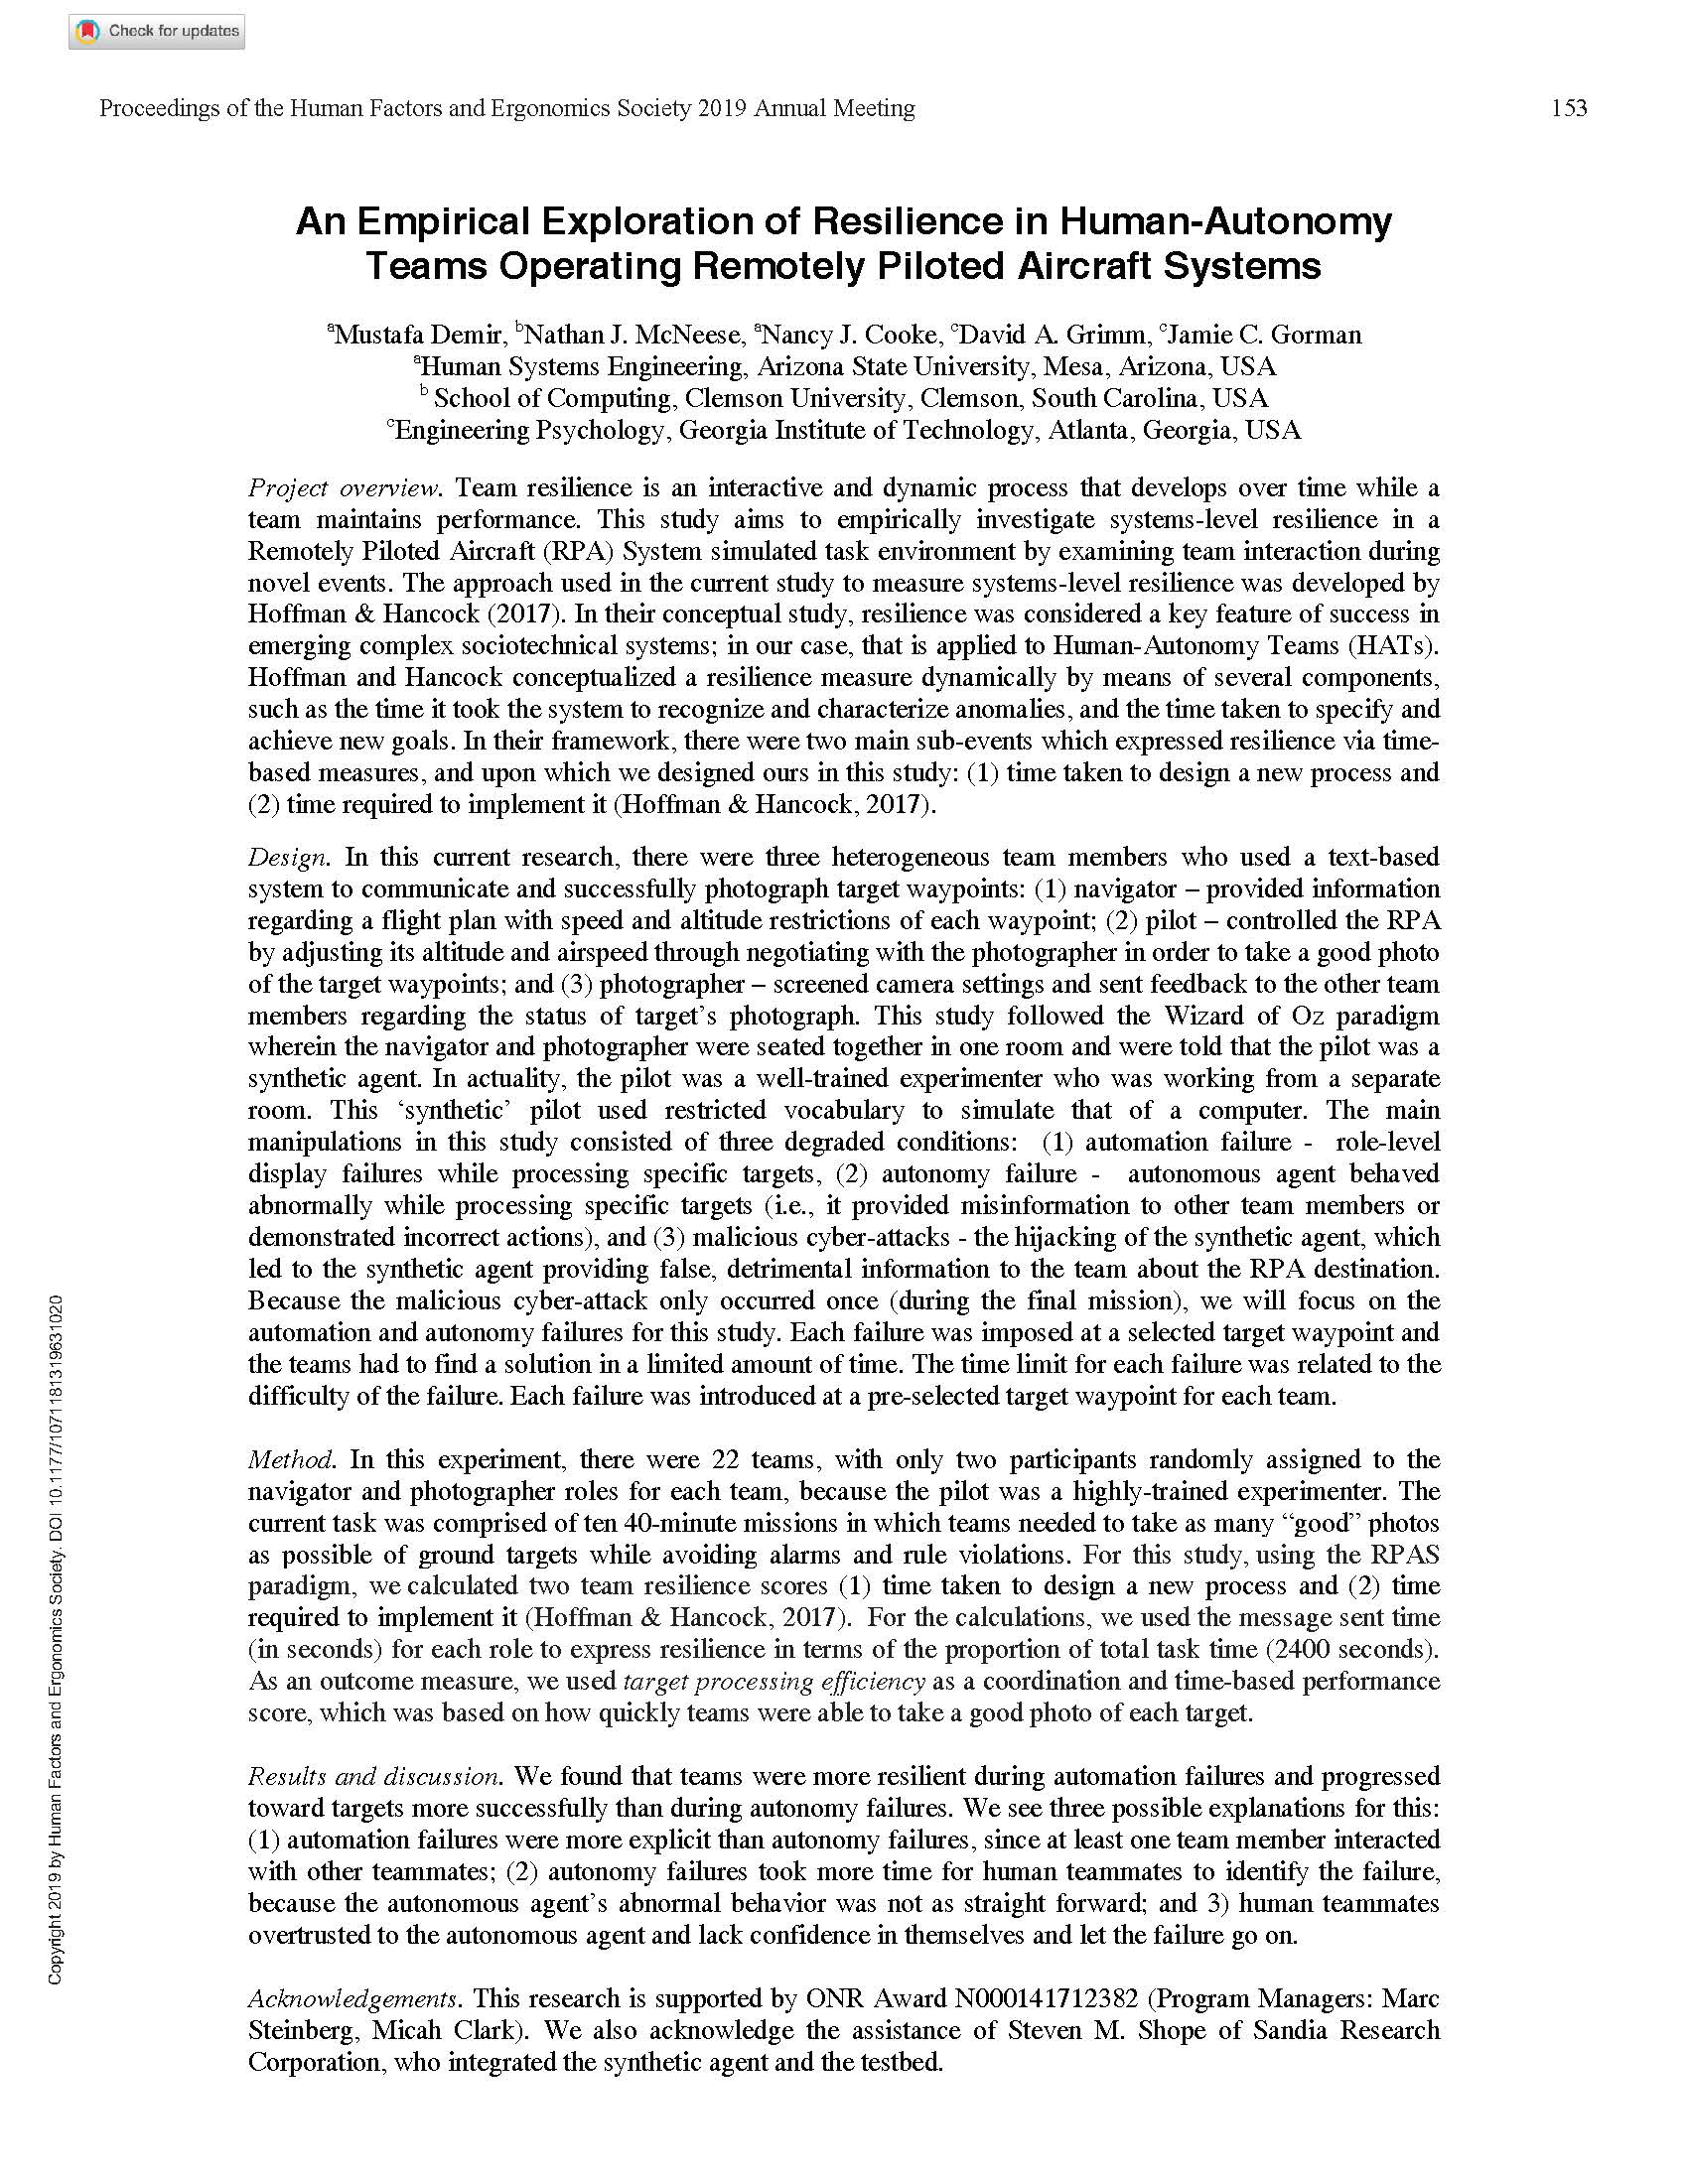 Check for updates
Proceedings of the Human Factors and Ergonomics Society 2019 Annual Meeting 153
An Empirical Exploration of Resilience in Human-Autonomy
Teams Operating Remotely Piloted Aircraft Systems
aMustafa Demir, bNathan J. McNeese, aNancy J. Cooke, cDavid A. Grimm, cJamie C. Gorman
aHuman Systems Engineering, Arizona State University, Mesa, Arizona, USA
b School of Computing, Clemson University, Clemson, South Carolina, USA
cEngineering Psychology, Georgia Institute of Technology, Atlanta, Georgia, USA
Project overview. Team resilience is an interactive and dynamic process that develops over time while a
team maintains performance. This study aims to empirically investigate systems-level resilience in a
Remotely Piloted Aircraft (RPA) System simulated task environment by examining team interaction during
novel events. The approach used in the current study to measure systems-level resilience was developed by
Hoffman & Hancock (2017). In their conceptual study, resilience was considered a key feature of success in
emerging complex sociotechnical systems; in our case, that is applied to Human-Autonomy Teams (HATs).
Hoffman and Hancock conceptualized a resilience measure dynamically by means of several components,
such as the time it took the system to recognize and characterize anomalies, and the time taken to specify and
achieve new goals. In their framework, there were two main sub-events which expressed resilience via time-
based measures, and upon which we designed ours in this study: (1) time taken to design a new process and
(2) time required to implement it (Hoffman & Hancock, 2017).
Design. In this current research, there were three heterogeneous team members who used a text-based
system to communicate and successfully photograph target waypoints: (1) navigator – provided information
regarding a flight plan with speed and altitude restrictions of each waypoint; (2) pilot – controlled the RPA
by adjusting its altitude and airspeed through negotiating with the photographer in order to take a good photo
of the target waypoints; and (3) photographer – screened camera settings and sent feedback to the other team
members regarding the status of target's photograph. This study followed the Wizard of Oz paradigm
wherein the navigator and photographer were seated together in one room and were told that the pilot was a
synthetic agent. In actuality, the pilot was a well-trained experimenter who was working from a separate
room. This ‘synthetic’ pilot used restricted vocabulary to simulate that of a computer. The main
manipulations in this study consisted of three degraded conditions: (1) automation failure - role-level
display failures while processing specific targets, (2) autonomy failure - autonomous agent behaved
abnormally while processing specific targets (i.e., it provided misinformation to other team members or
demonstrated incorrect actions), and (3) malicious cyber-attacks - the hijacking of the synthetic agent, which
led to the synthetic agent providing false, detrimental information to the team about the RPA destination.
Because the malicious cyber-attack only occurred once (during the final mission), we will focus on the
automation and autonomy failures for this study. Each failure was imposed at a selected target waypoint and
the teams had to find a solution in a limited amount of time. The time limit for each failure was related to the
difficulty of the failure. Each failure was introduced at a pre-selected target waypoint for each team.
Method. In this experiment, there were 22 teams, with only two participants randomly assigned to the
navigator and photographer roles for each team, because the pilot was a highly-trained experimenter. The
current task was comprised of ten 40-minute missions in which teams needed to take as many “good” photos
as possible of ground targets while avoiding alarms and rule violations. For this study, using the RPAS
paradigm, we calculated two team resilience scores (1) time taken to design a new process and (2) time
required to implement it (Hoffman & Hancock, 2017). For the calculations, we used the message sent time
(in seconds) for each role to express resilience in terms of the proportion of total task time (2400 seconds).
As an outcome measure, we used target processing efficiency as a coordination and time-based performance
score, which was based on how quickly teams were able to take a good photo of each target.
Results and discussion. We found that teams were more resilient during automation failures and progressed
toward targets more successfully than during autonomy failures. We see three possible explanations for this:
(1) automation failures were more explicit than autonomy failures, since at least one team member interacted
with other teammates; (2) autonomy failures took more time for human teammates to identify the failure,
because the autonomous agent's abnormal behavior was not as straight forward; and 3) human teammates
overtrusted to the autonomous agent and lack confidence in themselves and let the failure go on.
Acknowledgements. This research is supported by ONR Award N000141712382 (Program Managers: Marc
Steinberg, Micah Clark). We also acknowledge the assistance of Steven M. Shope of Sandia Research
Corporation, who integrated the synthetic agent and the testbed.
Copyright 2019 by Human Factors and Ergonomics Society. DOI 10.1177/1071181319631020